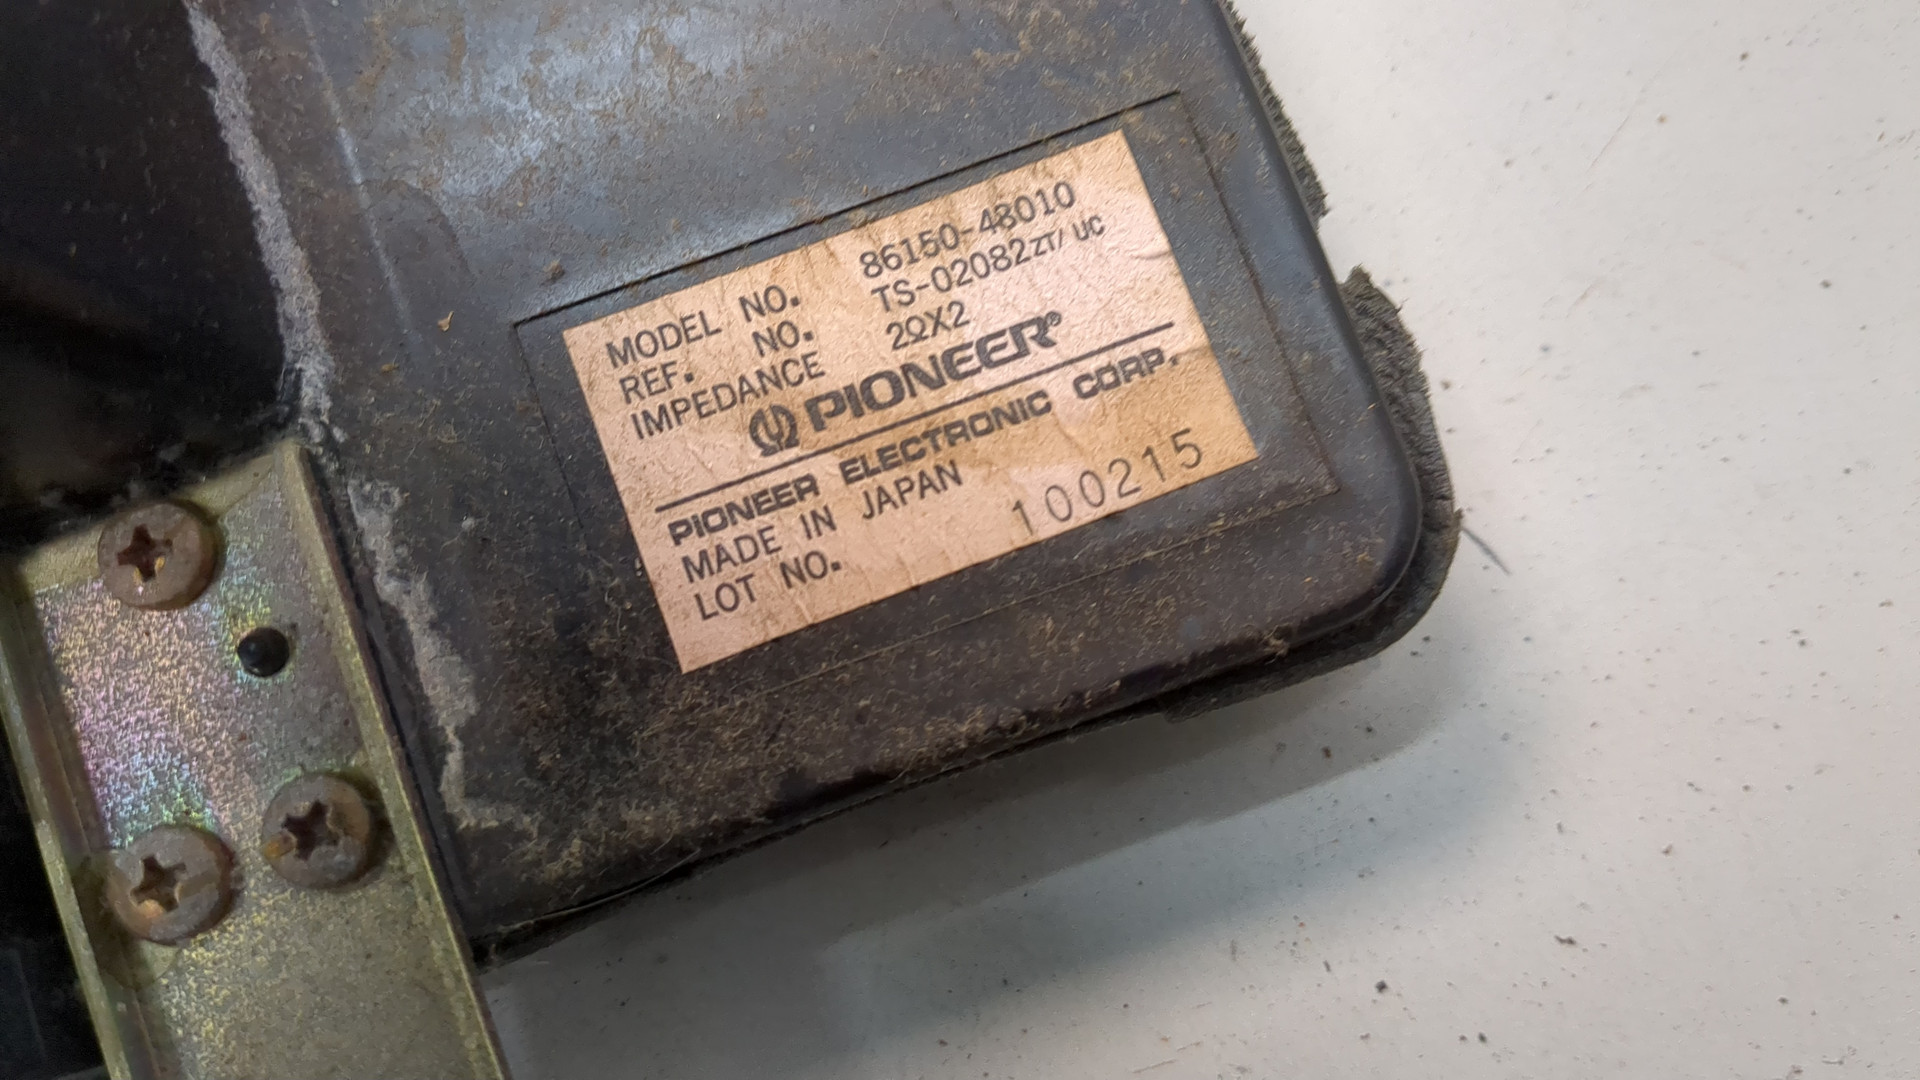 MODEL NO. 86150-48010
REF. NO. TS-02082ZT/UC
IMPEDANCE 2ΩX2
PIONEER®
PIONEER ELECTRONIC CORP.
MADE IN JAPAN
LOT NO. 100215